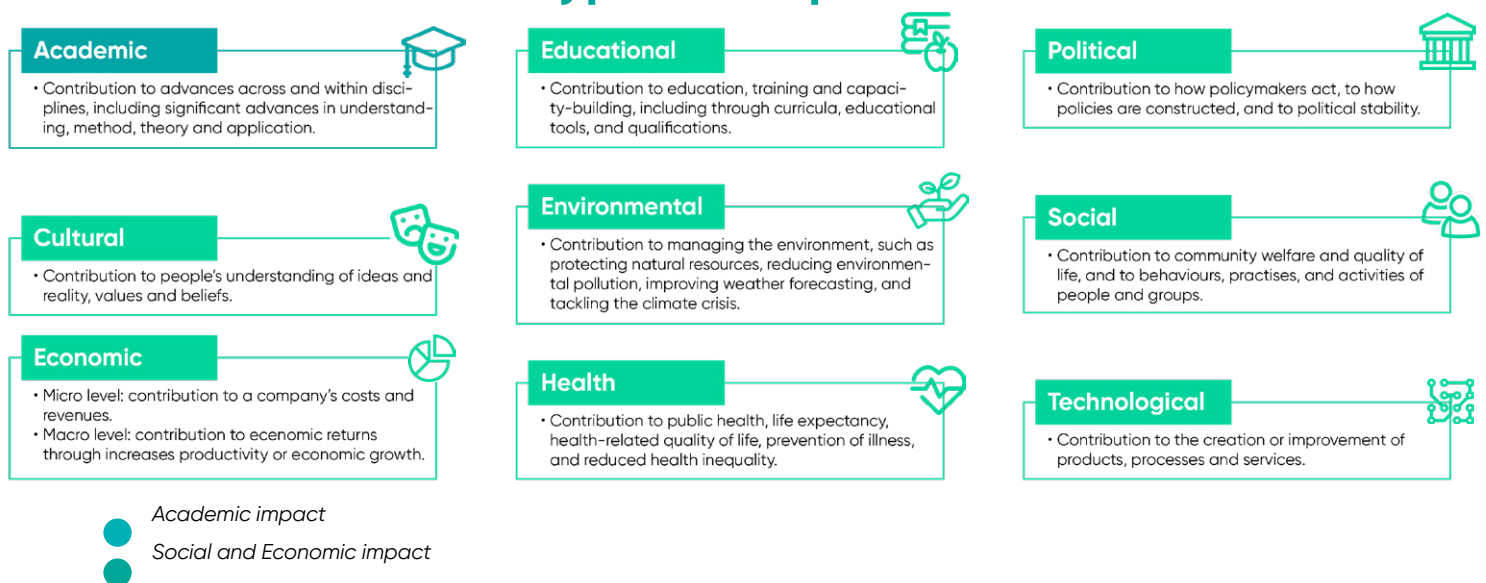 Academic
• Contribution to advances across and within disci-
plines, including significant advances in understand-
ing, method, theory and application.
Cultural
• Contribution to people's understanding of ideas and
reality, values and beliefs.
Economic
• Micro level: contribution to a company's costs and
revenues.
• Macro level: contribution to economic returns
through increases productivity or economic growth.
Educational
• Contribution to education, training and capaci-
ty-building, including through curricula, educational
tools, and qualifications.
Environmental
• Contribution to managing the environment, such as
protecting natural resources, reducing environmen-
tal pollution, improving weather forecasting, and
tackling the climate crisis.
Health
• Contribution to public health, life expectancy,
health-related quality of life, prevention of illness,
and reduced health inequality.
Political
• Contribution to how policymakers act, to how
policies are constructed, and to political stability.
Social
• Contribution to community welfare and quality of
life, and to behaviours, practises, and activities of
people and groups.
Technological
• Contribution to the creation or improvement of
products, processes and services.
Academic impact
Social and Economic impact